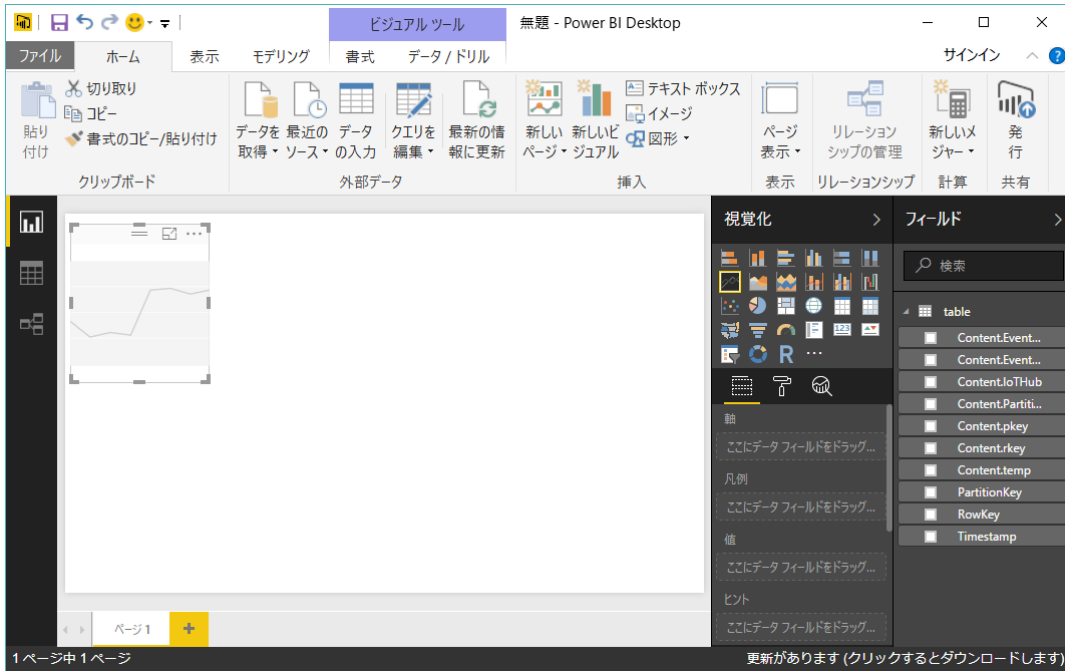 ビジュアル ツール
無題 - Power BI Desktop
ファイル
ホーム
表示
モデリング
書式
データ / ドリル
サインイン
?
貼り
付け
切り取り
コピー
書式のコピー/貼り付け
クリップボード
データを
取得
最近の
ソース
データ
の入力
クエリを
編集
最新の情
報に更新
外部データ
新しい
ページ
新しいビ
ジュアル
テキスト ボックス
イメージ
図形
挿入
ページ
表示
表示
リレーション
シップの管理
リレーションシップ
新しいメ
ジャー
計算
発
行
共有
視覚化
123
R
軸
ここにデータ フィールドをドラッグ...
凡例
ここにデータ フィールドをドラッグ...
値
ここにデータ フィールドをドラッグ...
ヒント
ここにデータ フィールドをドラッグ...
フィールド
検索
table
Content.Event...
Content.Event...
Content.IoTHub
Content.Partiti...
Content.pkey
Content.rkey
Content.temp
PartitionKey
RowKey
Timestamp
ページ 1
1 ページ中 1 ページ
更新があります (クリックするとダウンロードします)